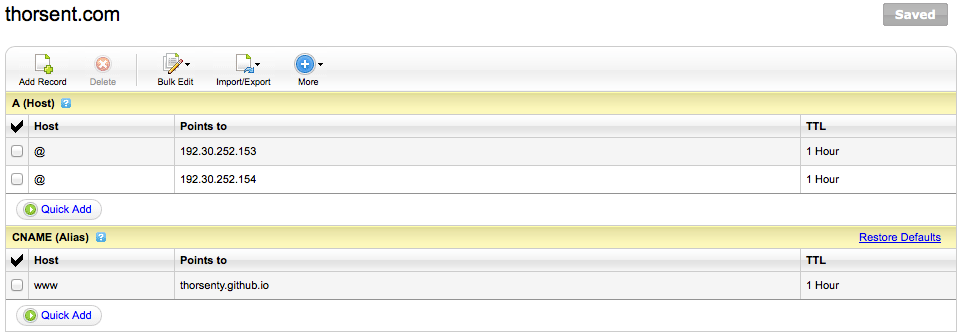 thorsent.com Saved
Add Record Delete Bulk Edit Import/Export More
A (Host) ?
Host Points to TTL
@ 192.30.252.153 1 Hour
@ 192.30.252.154 1 Hour
Quick Add
CNAME (Alias) ? Restore Defaults
Host Points to TTL
www thorsenty.github.io 1 Hour
Quick Add